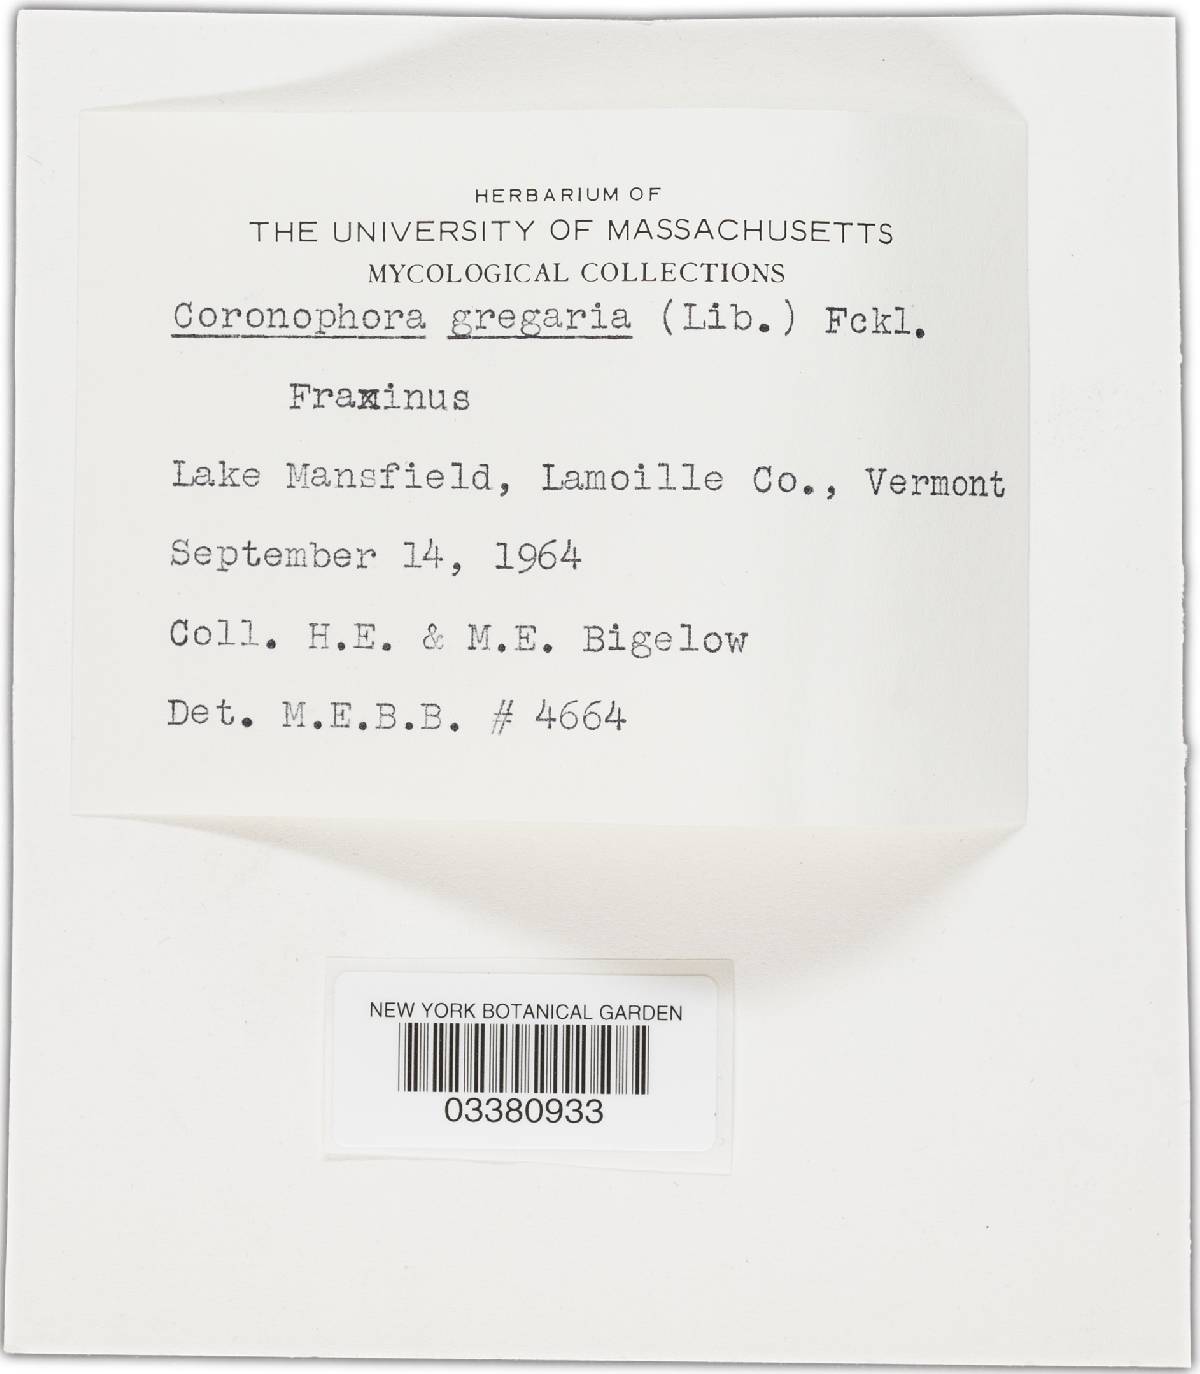 HERBARIUM OF
THE UNIVERSITY OF MASSACHUSETTS
MYCOLOGICAL COLLECTIONS
Coronophora gregaria (Lib.) Fckl.
Fraxinus
Lake Mansfield, Lamoille Co., Vermont
September 14, 1964
Coll. H.E. & M.E. Bigelow
Det. M.E.B.B. # 4664
NEW YORK BOTANICAL GARDEN
03380933